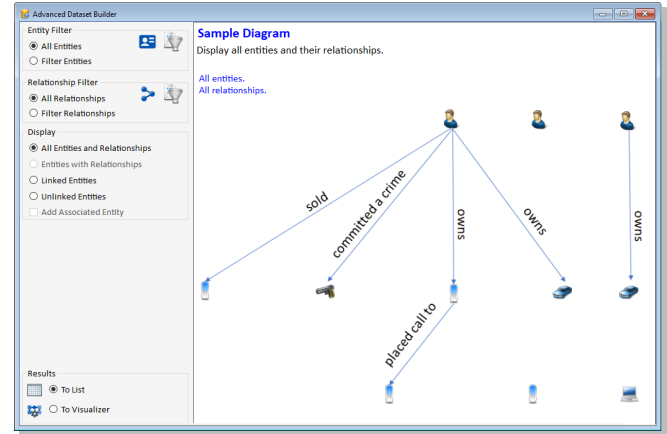 Advanced Dataset Builder
Entity Filter
All Entities
Filter Entities
Relationship Filter
All Relationships
Filter Relationships
Display
All Entities and Relationships
Entities with Relationships
Linked Entities
Unlinked Entities
Add Associated Entity
Results
To List
To Visualizer
Sample Diagram
Display all entities and their relationships.
All entities.
All relationships.
sold
committed a crime
owns
owns
owns
placed call to